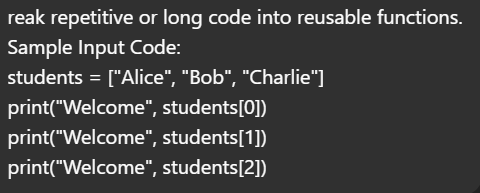 reak repetitive or long code into reusable functions.
Sample Input Code:
students = ["Alice", "Bob", "Charlie"]
print("Welcome", students[0])
print("Welcome", students[1])
print("Welcome", students[2])